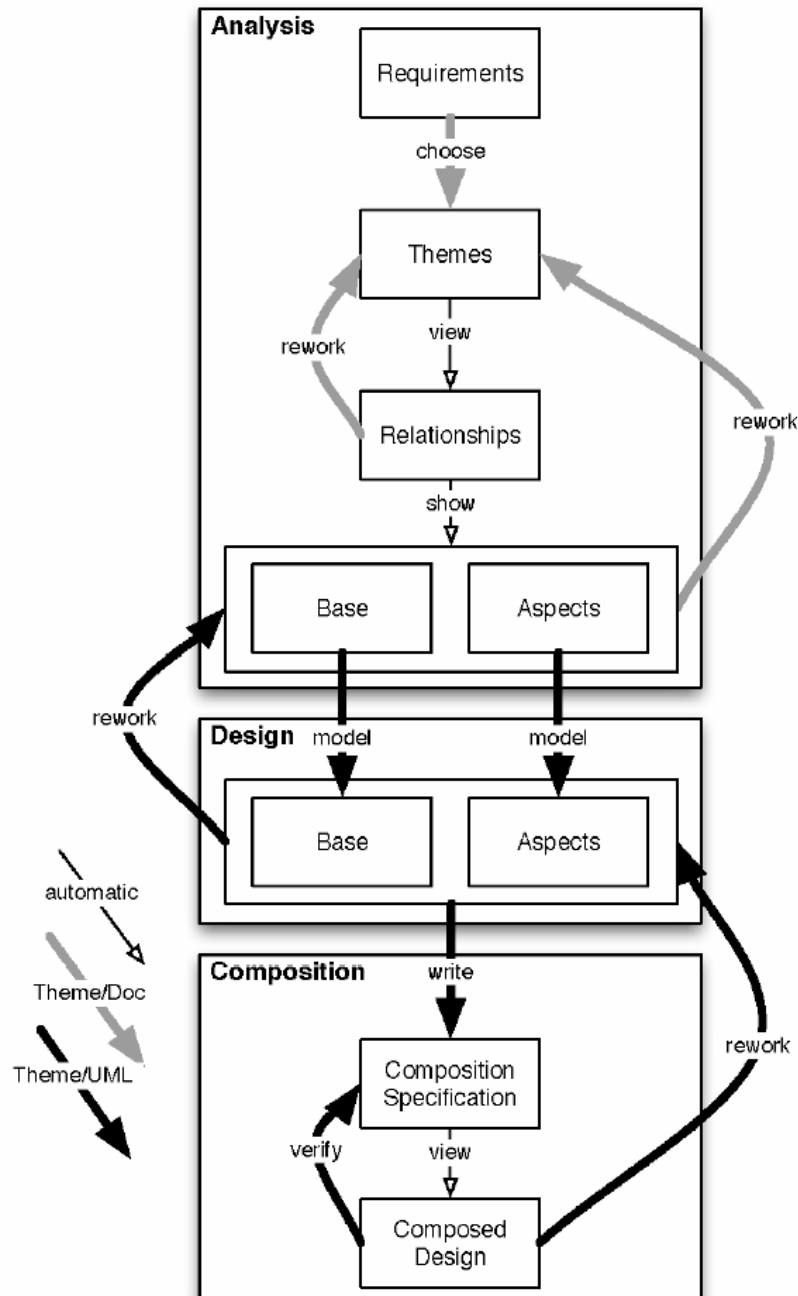 Analysis
Requirements
choose
Themes
view
rework
rework
Relationships
show
Base
Aspects
rework
Design
model
model
Base
Aspects
automatic
Theme/Doc
Theme/UML
Composition
write
rework
Composition
Specification
verify
view
Composed
Design